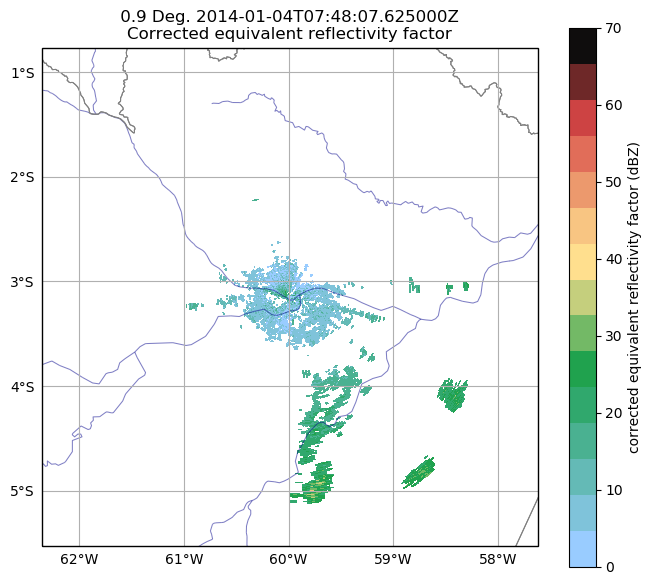 0.9 Deg. 2014-01-04T07:48:07.625000Z
Corrected equivalent reflectivity factor
1°S
2°S
3°S
4°S
5°S
62°W
61°W
60°W
59°W
58°W
70
60
50
40
30
20
10
0
corrected equivalent reflectivity factor (dBZ)